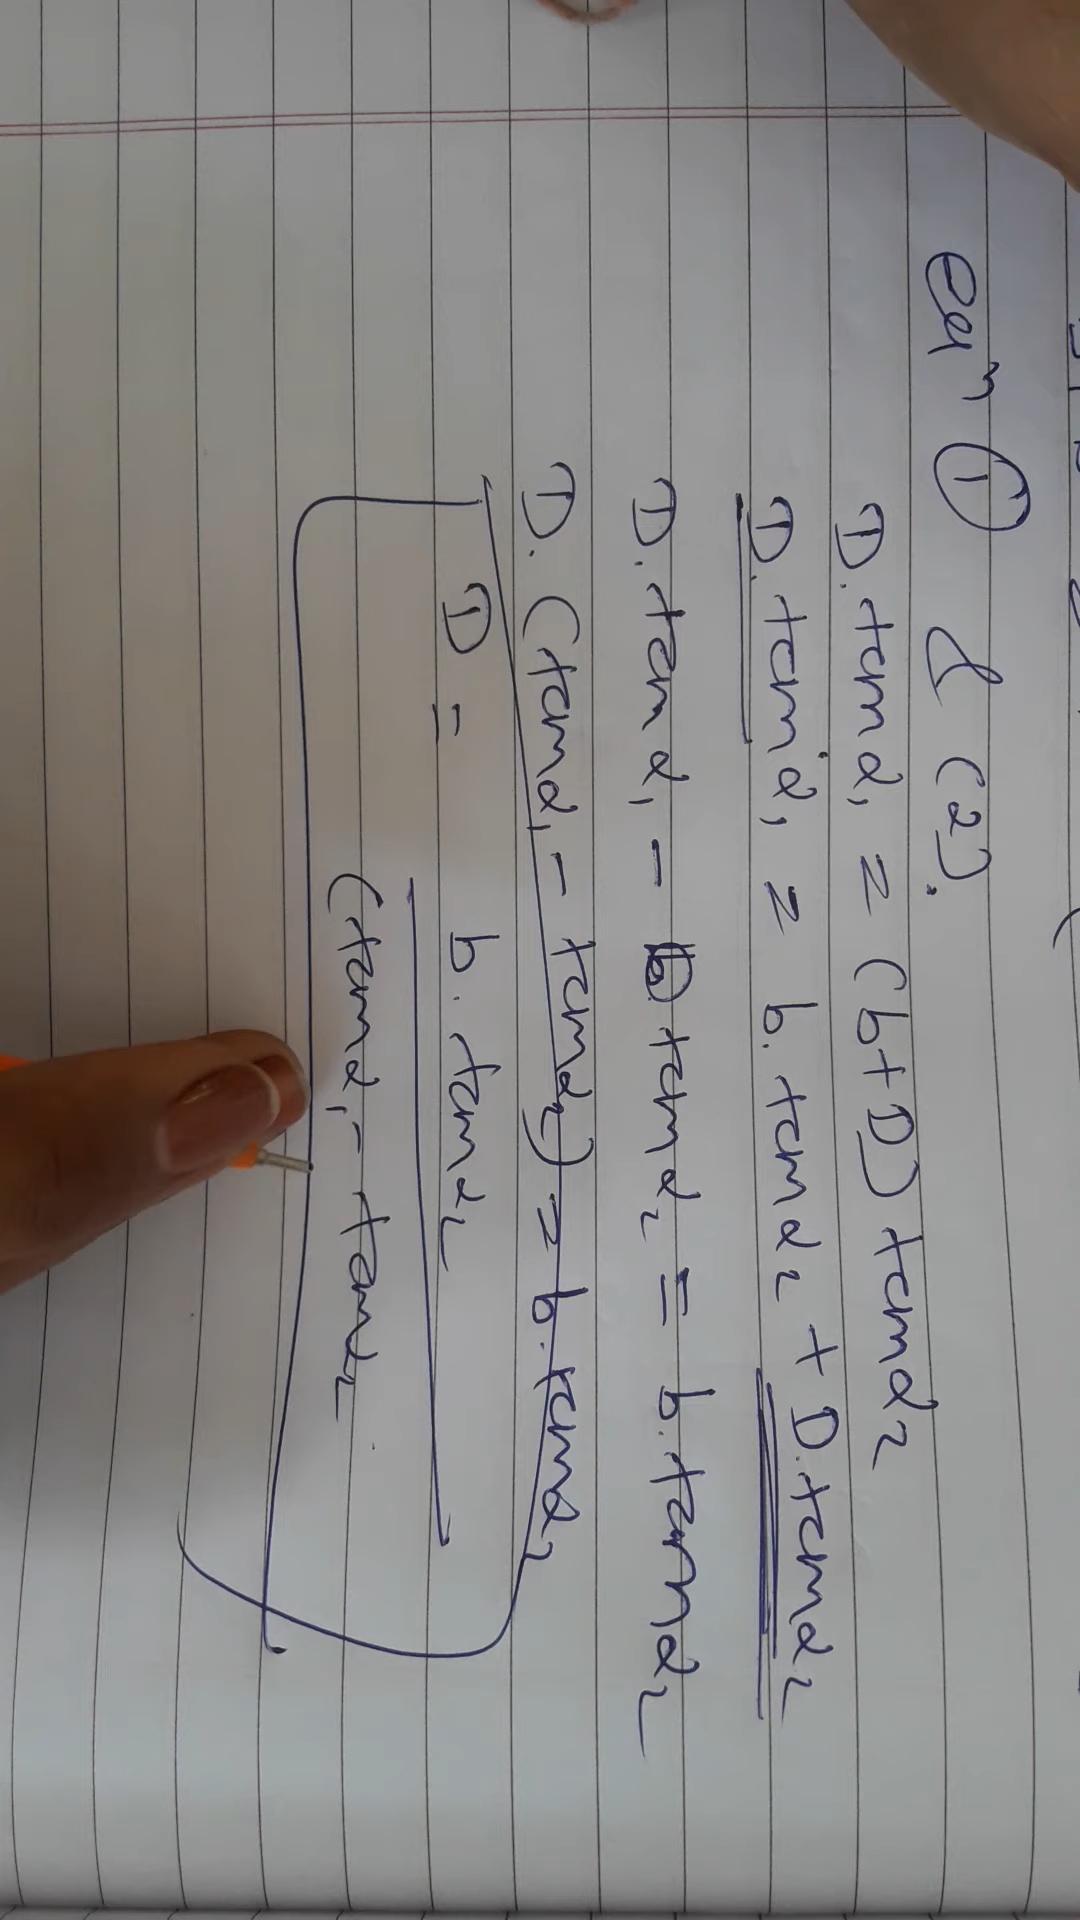 eqⁿ ① & (2).
D.tanα₁ = (b+D) tanα₂
D.tanα₁ = b.tanα₂ + D.tanα₂
D.tanα₁ - D tanα₂ = b.tanα₂
D.(tanα₁ - tanα₂) = b.tanα₂
D = b.tanα₂
(tanα₁ - tanα₂